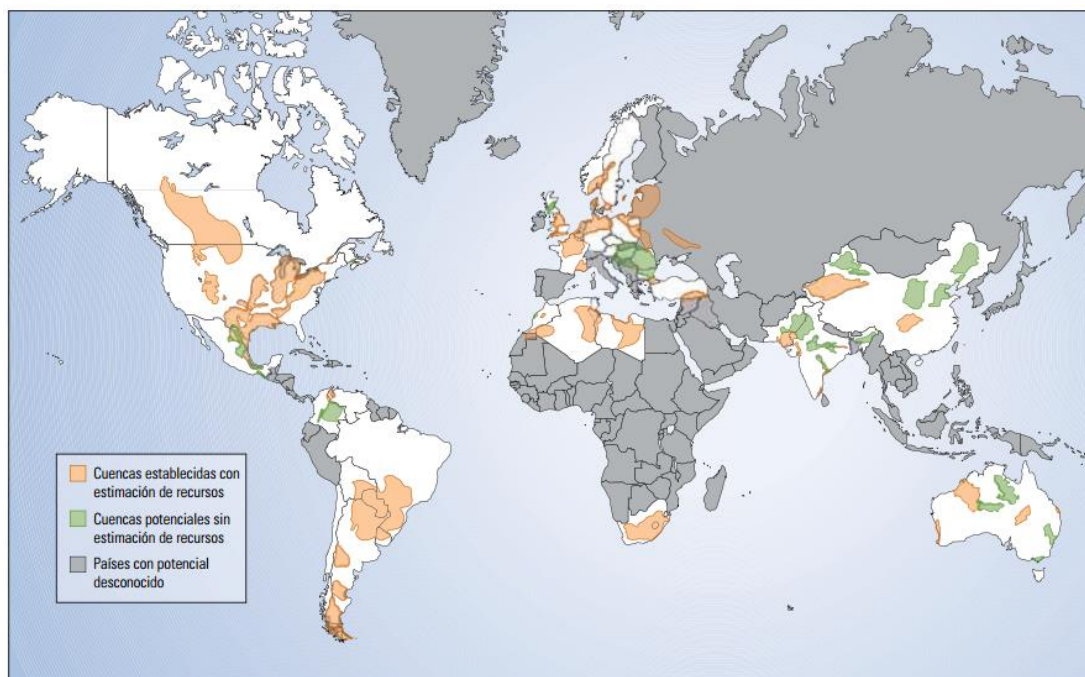 Cuencas establecidas con
estimación de recursos
Cuencas potenciales sin
estimación de recursos
Países con potencial
desconocido